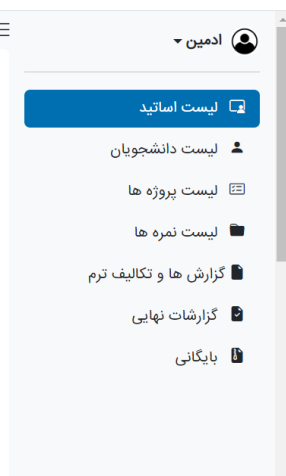 ادمین
لیست اساتید
لیست دانشجویان
لیست پروژه ها
لیست نمره ها
گزارش ها و تکالیف ترم
گزارشات نهایی
بایگانی